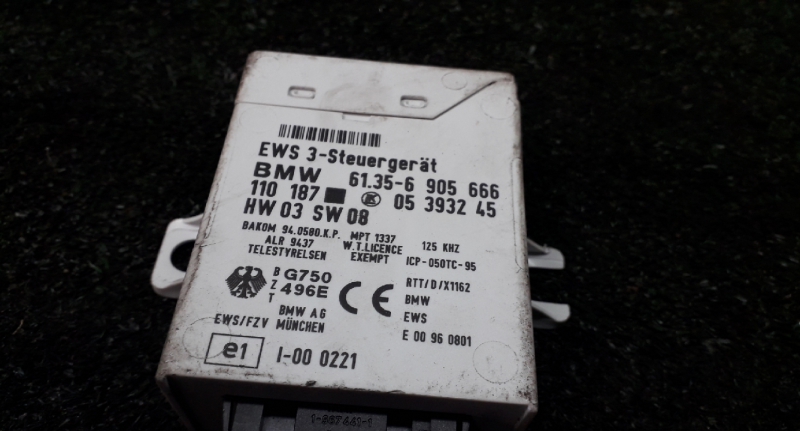 EWS 3-Steuergerät
BMW 61.35-6 905 666
110 187 05 3932 45
HW 03 SW 08
BAKOM 94.0580.K.P. MPT 1337 125 KHZ
ALR 9437 W.T.LICENCE
TELESTYRELSEN EXEMPT ICP-050TC-95
B Z T G750 496E
CE
RTT/D/X1162
BMW
EWS
E 00 96 0801
EWS/FZV BMW AG MÜNCHEN
e1 I-00 0221